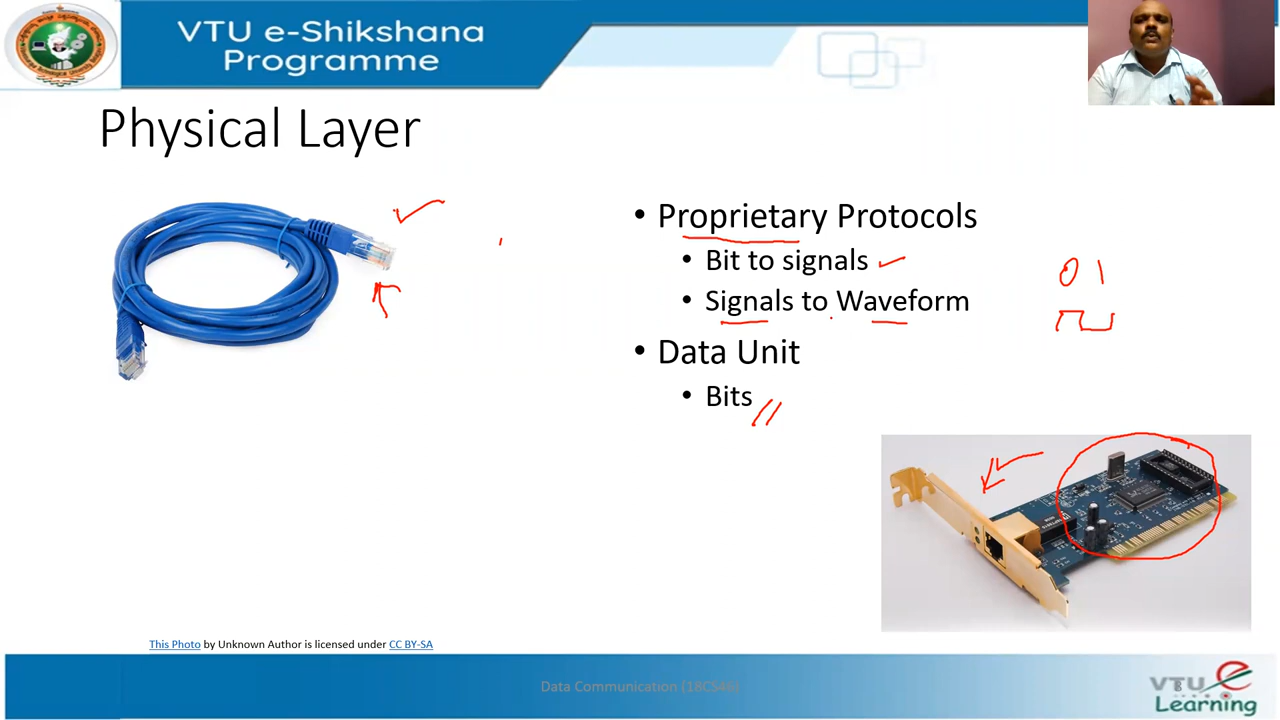 VTU e-Shikshana
Programme
Physical Layer
• Proprietary Protocols
• Bit to signals
• Signals to Waveform
0 1
• Data Unit
• Bits
This Photo by Unknown Author is licensed under CC BY-SA
Data Communication (18CS46)
VTU e
Learning